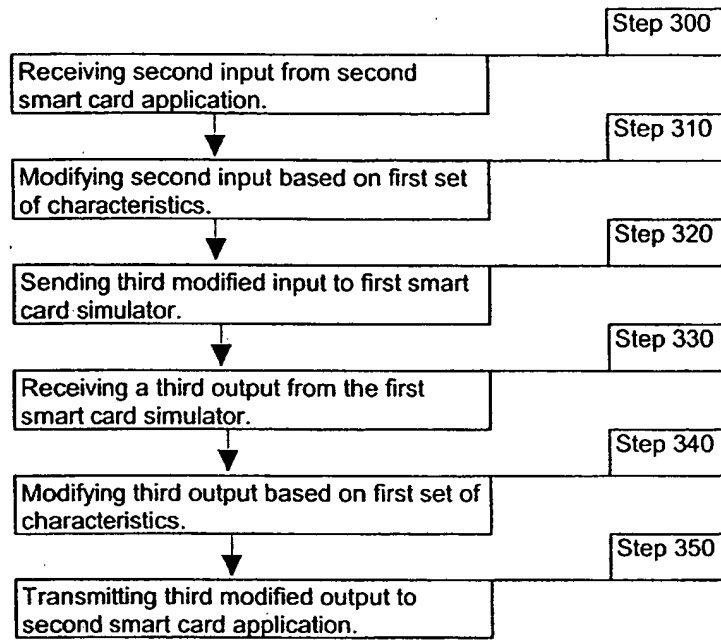 Step 300
Receiving second input from second
smart card application.
Step 310
Modifying second input based on first set
of characteristics.
Step 320
Sending third modified input to first smart
card simulator.
Step 330
Receiving a third output from the first
smart card simulator.
Step 340
Modifying third output based on first set of
characteristics.
Step 350
Transmitting third modified output to
second smart card application.